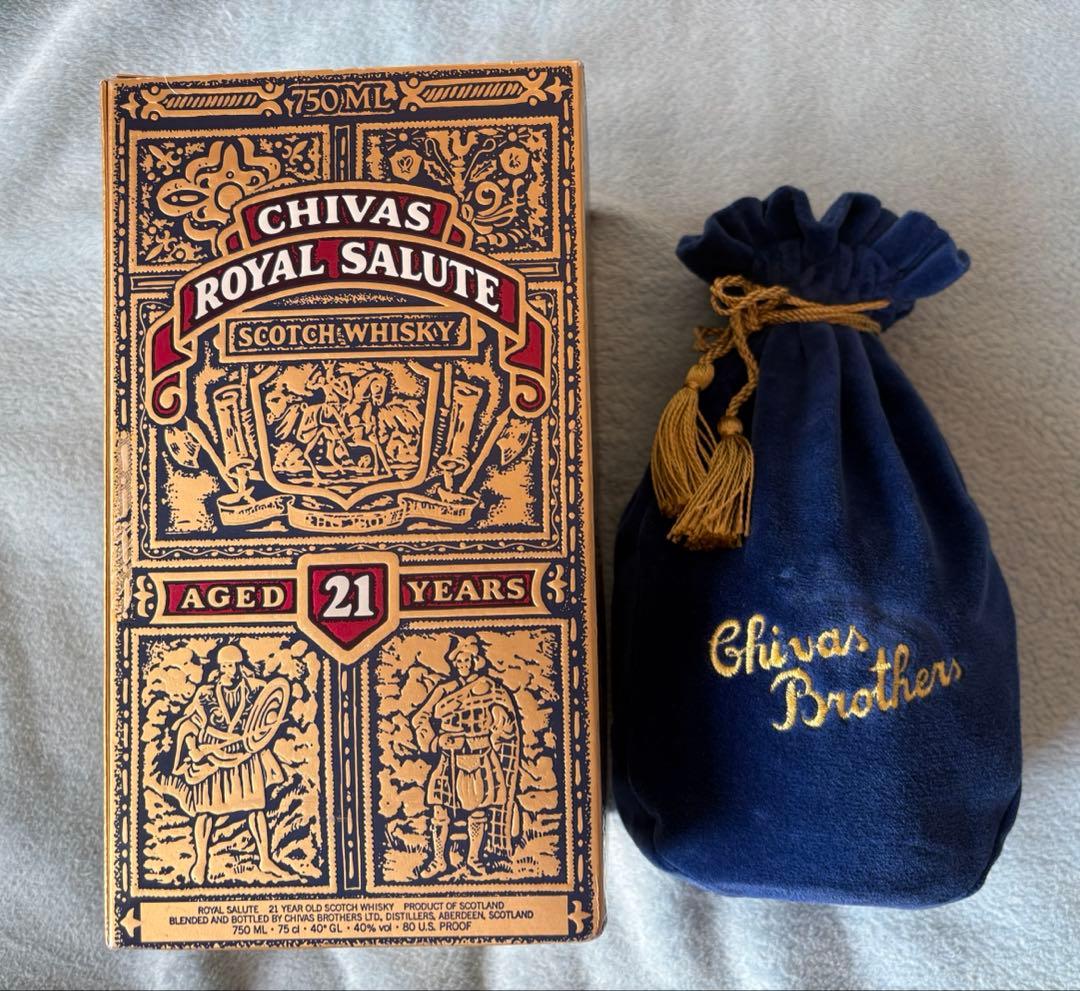 750 ML
CHIVAS
ROYAL SALUTE
SCOTCH WHISKY
AGED 21 YEARS
ROYAL SALUTE 21 YEAR OLD SCOTCH WHISKY PRODUCT OF SCOTLAND
BLENDED AND BOTTLED BY CHIVAS BROTHERS LTD., DISTILLERS, ABERDEEN, SCOTLAND
750 ML · 75 cl · 40° GL · 40% vol · 80 U.S. PROOF
Chivas
Brothers